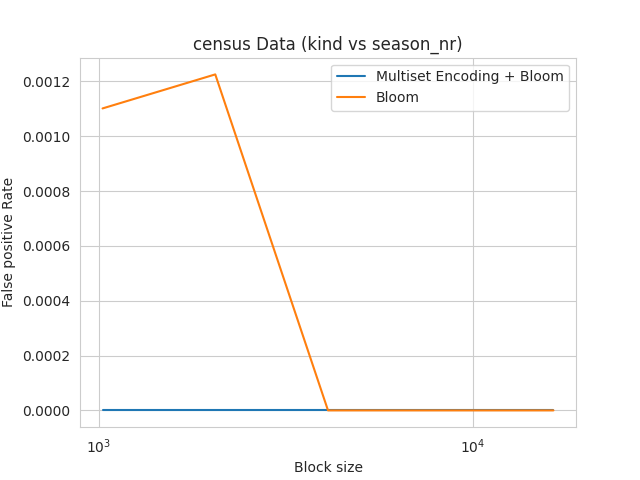 census Data (kind vs season_nr)
Multiset Encoding + Bloom
Bloom
False positive Rate
0.0012
0.0010
0.0008
0.0006
0.0004
0.0002
0.0000
10³
10⁴
Block size